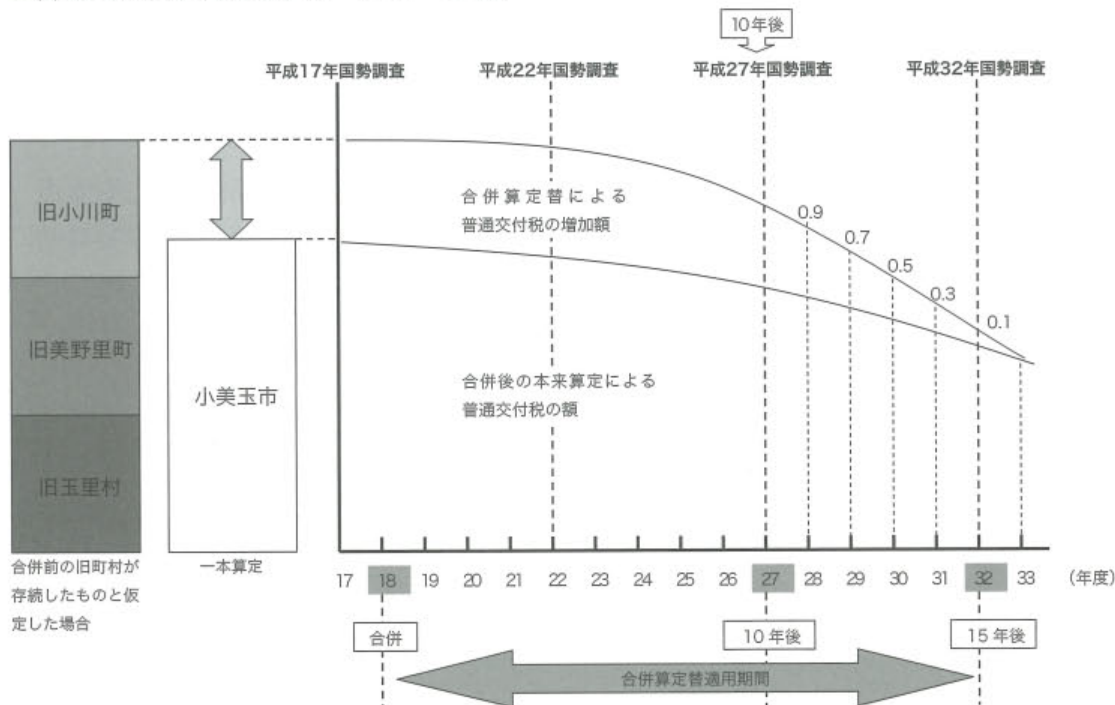 10年後
平成17年国勢調査
平成22年国勢調査
平成27年国勢調査
平成32年国勢調査
旧小川町
旧美野里町
旧玉里村
合併前の旧町村が
存続したものと仮
定した場合
小美玉市
一本算定
合併算定替による
普通交付税の増加額
合併後の本来算定による
普通交付税の額
0.9
0.7
0.5
0.3
0.1
17 18 19 20 21 22 23 24 25 26 27 28 29 30 31 32 33 (年度)
合併
10年後
15年後
合併算定替適用期間